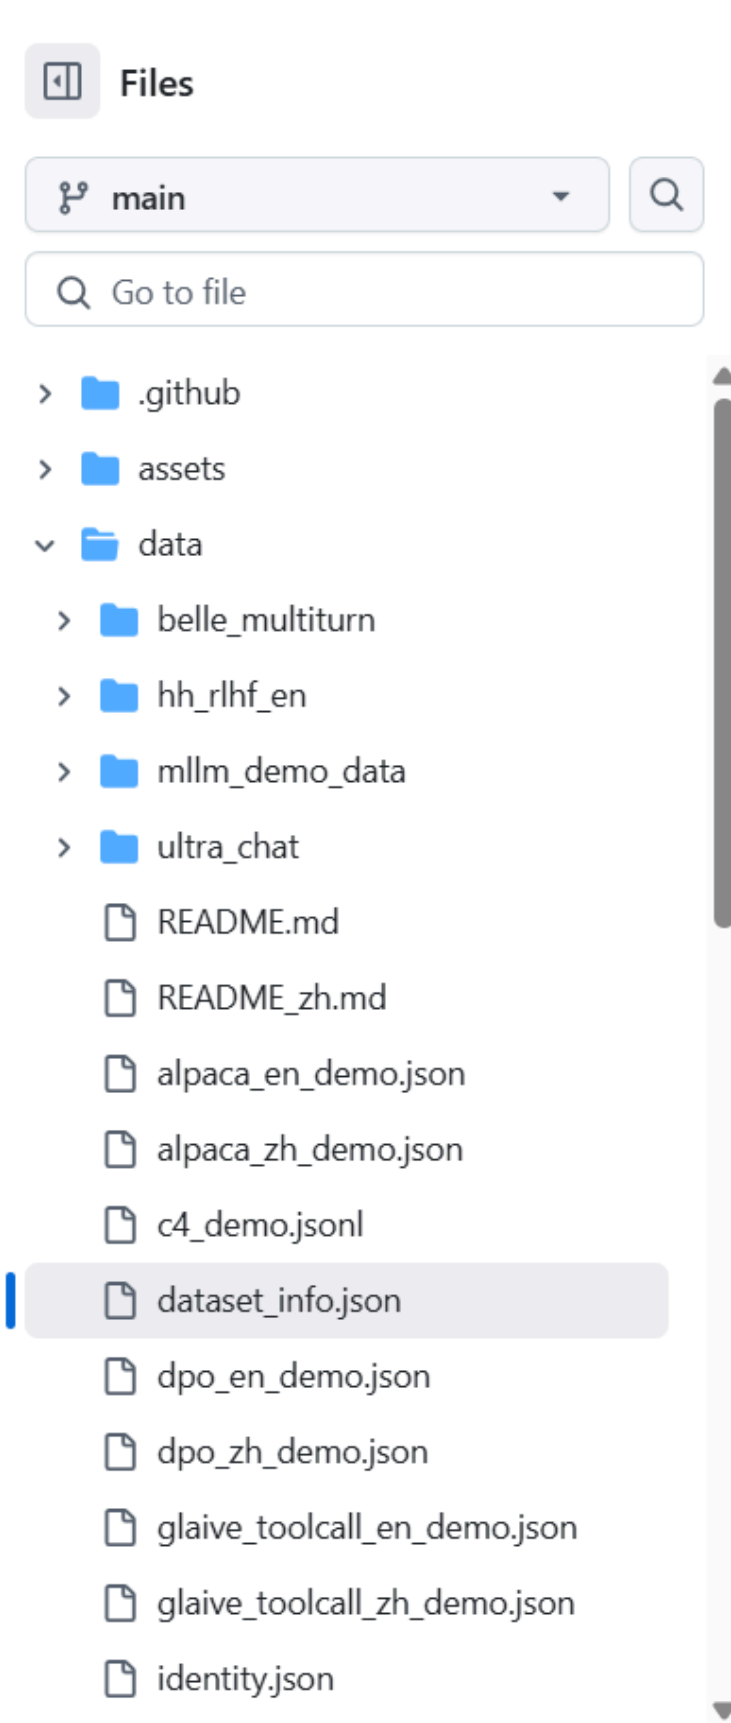 Files
main
Go to file
.github
assets
data
belle_multiturn
hh_rlhf_en
mllm_demo_data
ultra_chat
README.md
README_zh.md
alpaca_en_demo.json
alpaca_zh_demo.json
c4_demo.jsonl
dataset_info.json
dpo_en_demo.json
dpo_zh_demo.json
glaive_toolcall_en_demo.json
glaive_toolcall_zh_demo.json
identity.json